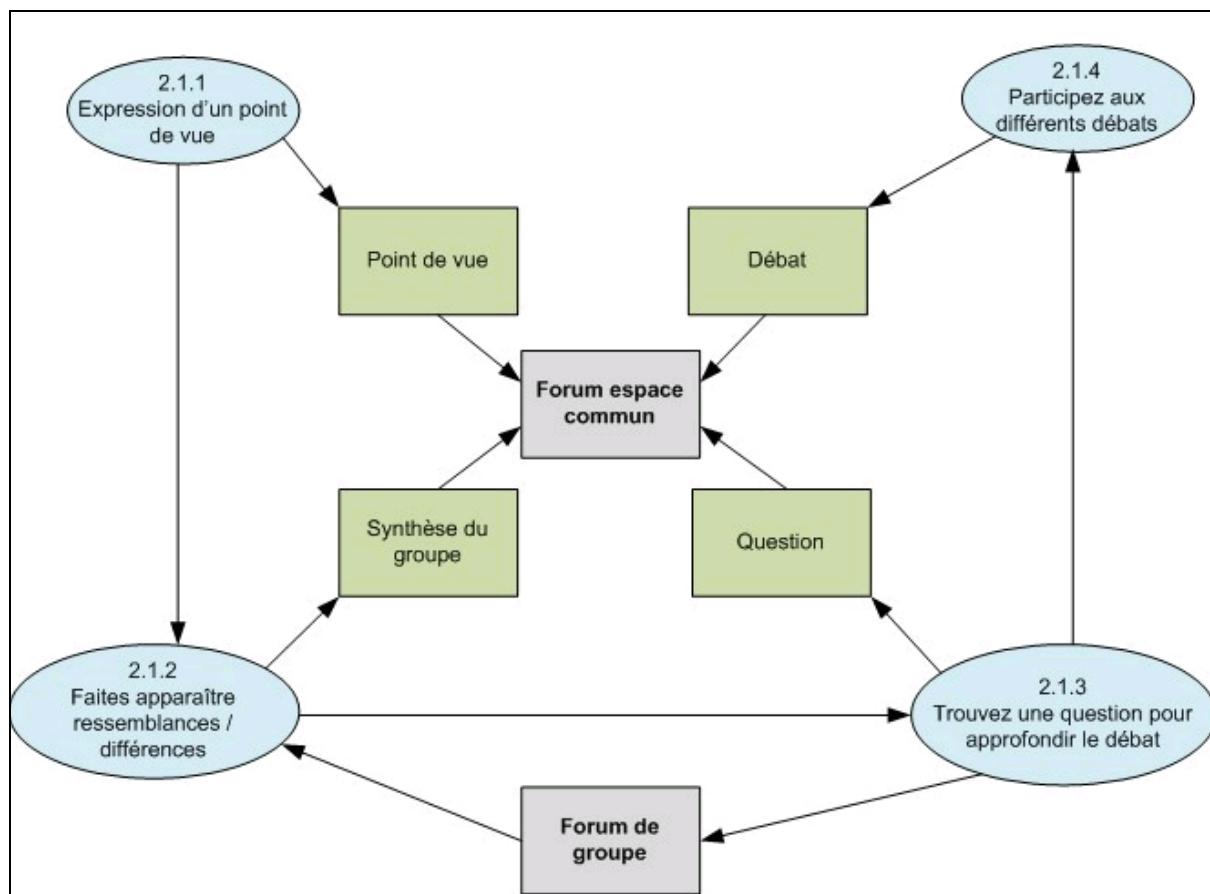 2.1.1
Expression d'un point
de vue
2.1.4
Participez aux
différents débats
Point de vue
Débat
Forum espace
commun
Synthèse du
groupe
Question
2.1.2
Faites apparaître
ressemblances /
différences
2.1.3
Trouvez une question pour
approfondir le débat
Forum de
groupe